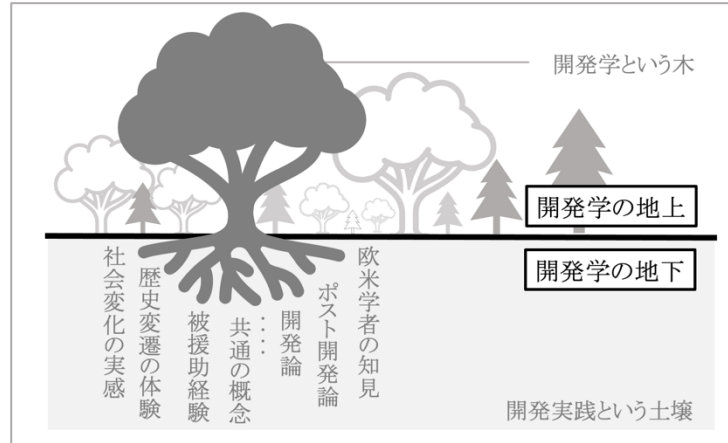 開発学という木
開発学の地上
開発学の地下
欧米学者の知見
ポスト開発論
開発論
‥‥
共通の概念
被援助経験
歴史変遷の体験
社会変化の実感
開発実践という土壌